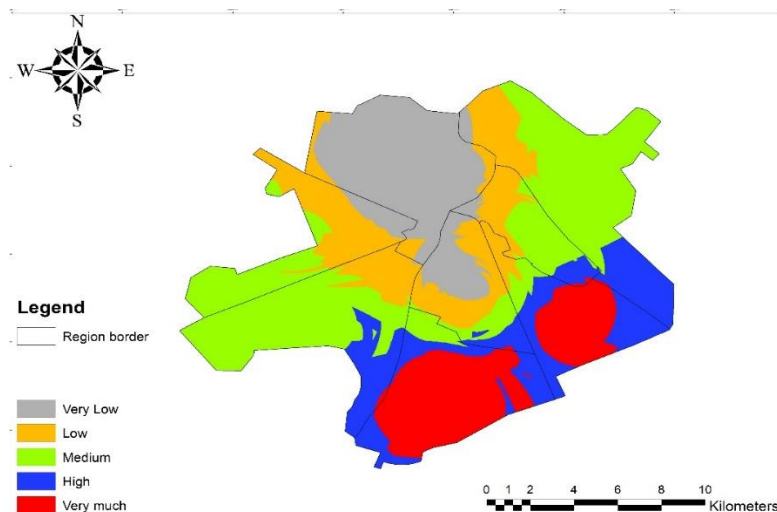 N
W E
S
Legend
Region border
Very Low
Low
Medium
High
Very much
0 1 2 4 6 8 10
Kilometers